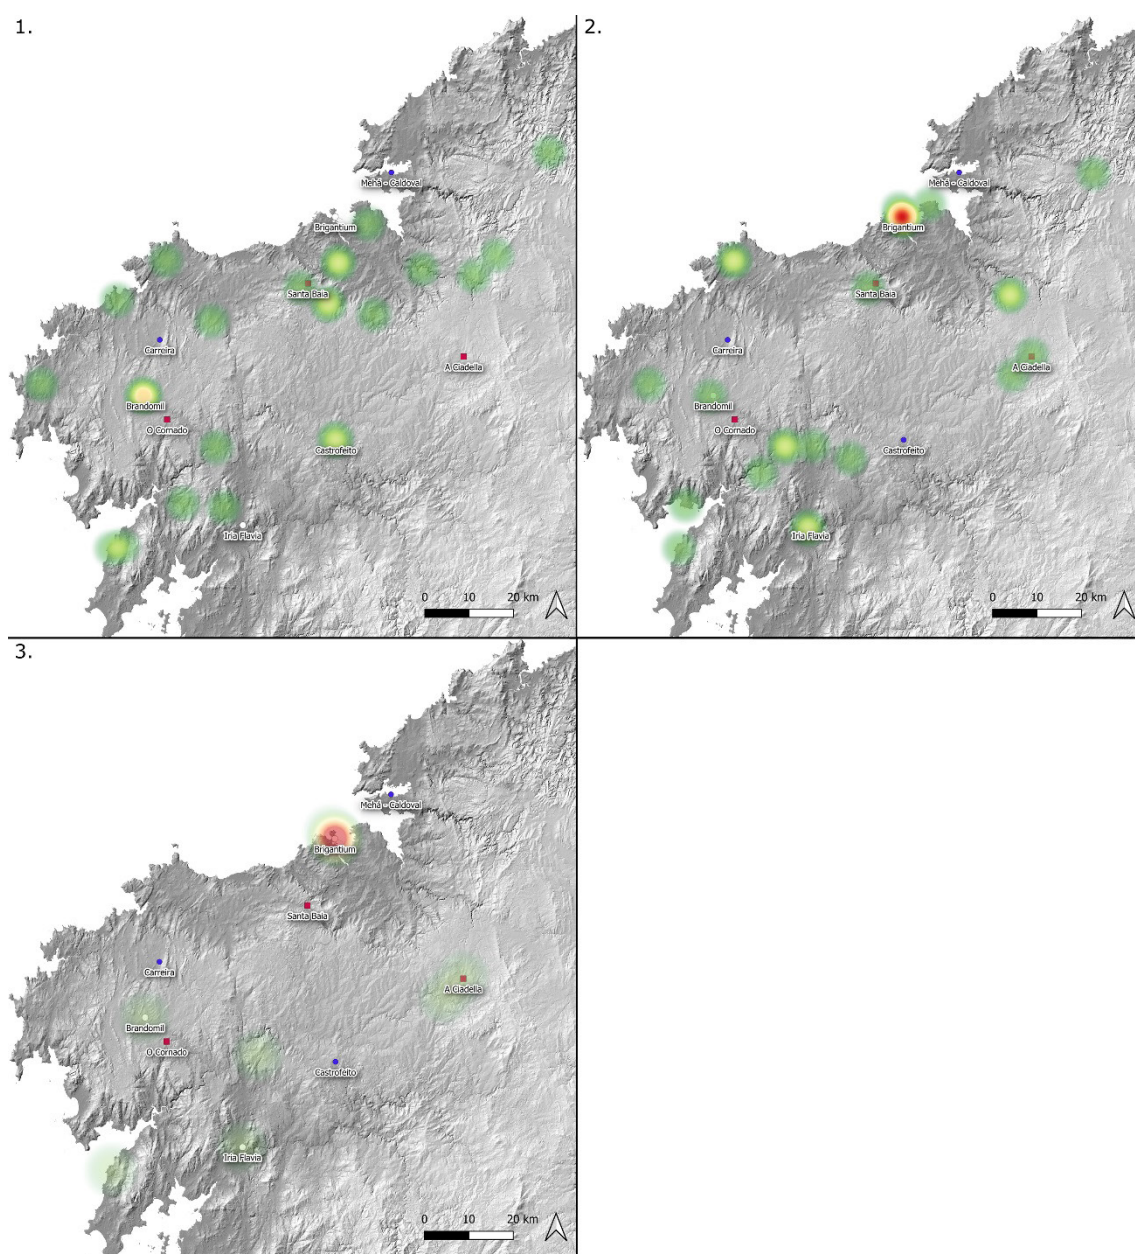 1.
Mehá - Caldoval
Brigantium
Santa Baia
Carreira
A Ciadella
Brandomil
O Cornado
Castrofeito
Iria Flavia
0 10 20 km
2.
Mehá - Caldoval
Brigantium
Santa Baia
Carreira
A Ciadella
Brandomil
O Cornado
Castrofeito
Iria Flavia
0 10 20 km
3.
Mehá - Caldoval
Brigantium
Santa Baia
Carreira
A Ciadella
Brandomil
O Cornado
Castrofeito
Iria Flavia
0 10 20 km